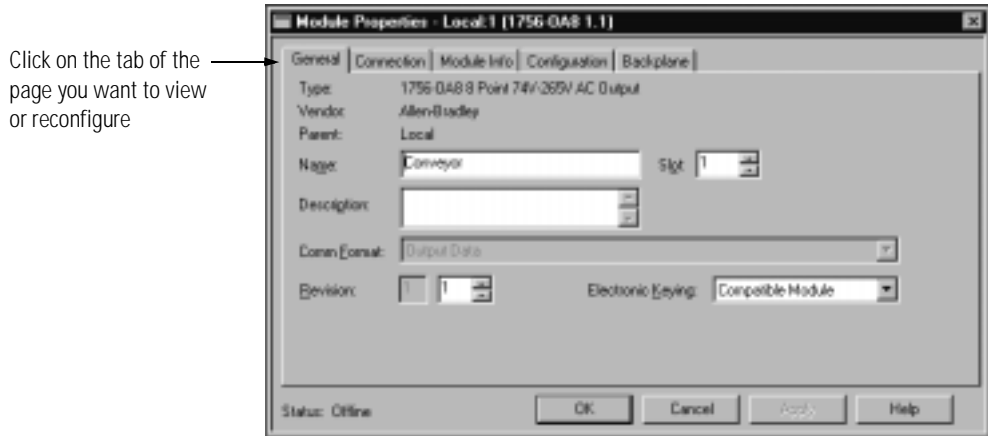 Module Properties - Local:1 (1756-OA8 1.1)
Click on the tab of the
page you want to view
or reconfigure
General Connection Module Info Configuration Backplane
Type: 1756-OA8 8 Point 74V-265V AC Output
Vendor: Allen-Bradley
Parent: Local
Name: Conveyor Slot: 1
Description:
Comm Format: Output Data
Revision: 1 1 Electronic Keying: Compatible Module
Status: Offline OK Cancel Apply Help